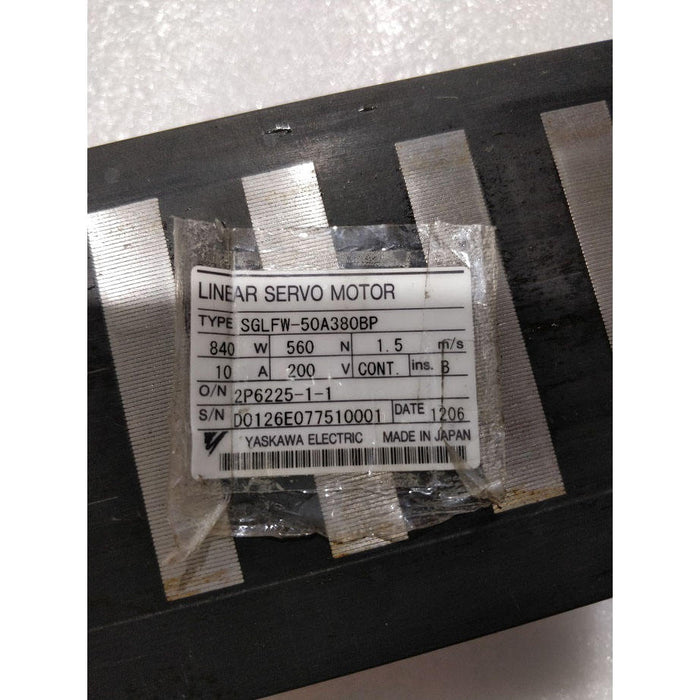 LINEAR SERVO MOTOR
TYPE SGLFW-50A380BP
840 W 560 N 1.5 m/s
10 A 200 V CONT. ins. B
O/N 2P6225-1-1
S/N D0126E077510001 DATE 1206
YASKAWA ELECTRIC MADE IN JAPAN